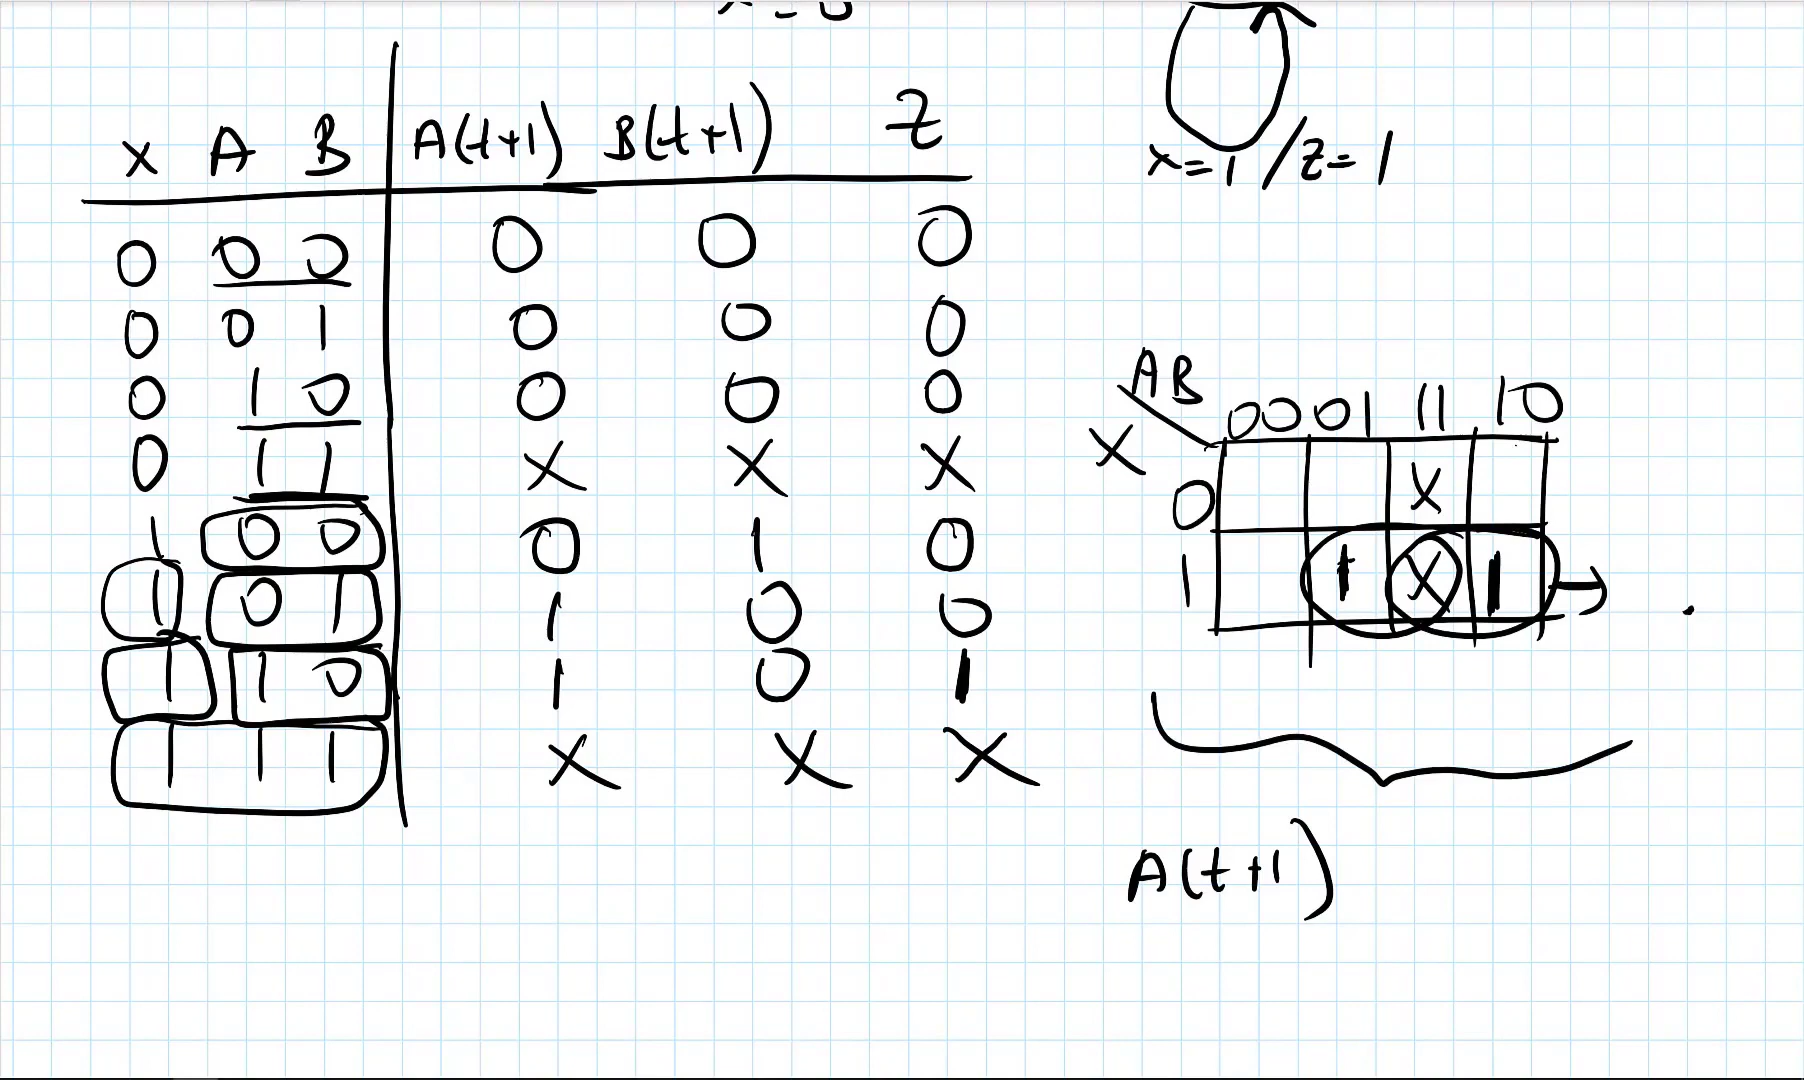 x=1/z=1
x A B A(t+1) B(t+1) Z
0 0 0 0 0 0
0 0 1 0 0 0
0 1 0 0 0 0
0 1 1 X X X
1 0 0 0 1 0
1 0 1 1 0 0
1 1 0 1 0 1
1 1 1 X X X
AB
X 00 01 11 10
0 X
1 1 X 1
A(t+1)